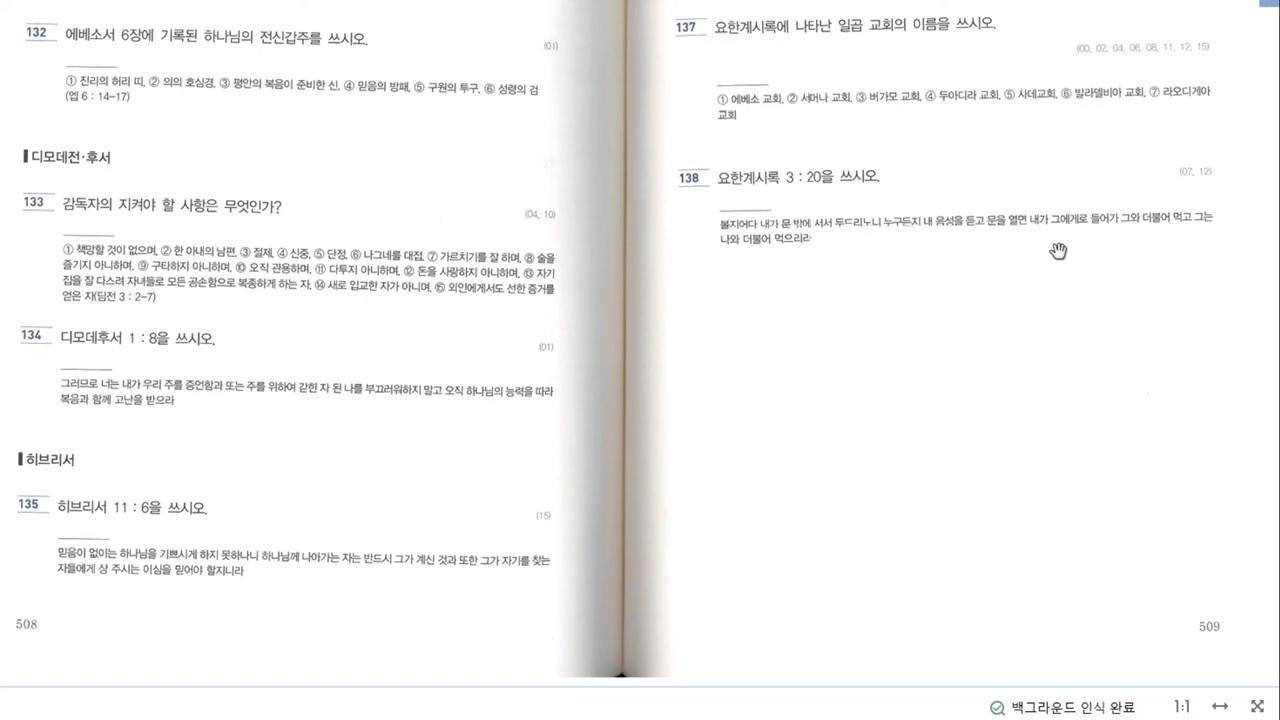 132 에베소서 6장에 기록된 하나님의 전신갑주를 쓰시오.
(01)
① 진리의 허리 띠, ② 의의 호심경, ③ 평안의 복음이 준비한 신, ④ 믿음의 방패, ⑤ 구원의 투구, ⑥ 성령의 검
(엡 6 : 14-17)
디모데전·후서
133 감독자의 지켜야 할 사항은 무엇인가?
(04, 10)
① 책망할 것이 없으며, ② 한 아내의 남편, ③ 절제, ④ 신중, ⑤ 단정, ⑥ 나그네를 대접, ⑦ 가르치기를 잘 하며, ⑧ 술을
즐기지 아니하며, ⑨ 구타하지 아니하며, ⑩ 오직 관용하며, ⑪ 다투지 아니하며, ⑫ 돈을 사랑하지 아니하며, ⑬ 자기
집을 잘 다스려 자녀들로 모든 공손함으로 복종하게 하는 자, ⑭ 새로 입교한 자가 아니며, ⑮ 외인에게서도 선한 증거를
얻은 자(딤전 3 : 2-7)
134 디모데후서 1 : 8을 쓰시오.
(01)
그러므로 너는 내가 우리 주를 증언함과 또는 주를 위하여 갇힌 자 된 나를 부끄러워하지 말고 오직 하나님의 능력을 따라
복음과 함께 고난을 받으라
히브리서
135 히브리서 11 : 6을 쓰시오.
(15)
믿음이 없이는 하나님을 기쁘시게 하지 못하나니 하나님께 나아가는 자는 반드시 그가 계신 것과 또한 그가 자기를 찾는
자들에게 상 주시는 이심을 믿어야 할지니라
508
137 요한계시록에 나타난 일곱 교회의 이름을 쓰시오.
(00, 02, 04, 06, 08, 11, 12, 15)
① 에베소 교회, ② 서머나 교회, ③ 버가모 교회, ④ 두아디라 교회, ⑤ 사데교회, ⑥ 빌라델비아 교회, ⑦ 라오디게아
교회
138 요한계시록 3 : 20을 쓰시오.
(07, 12)
볼지어다 내가 문 밖에 서서 두드리노니 누구든지 내 음성을 듣고 문을 열면 내가 그에게로 들어가 그와 더불어 먹고 그는
나와 더불어 먹으리라
509
백그라운드 인식 완료 1:1